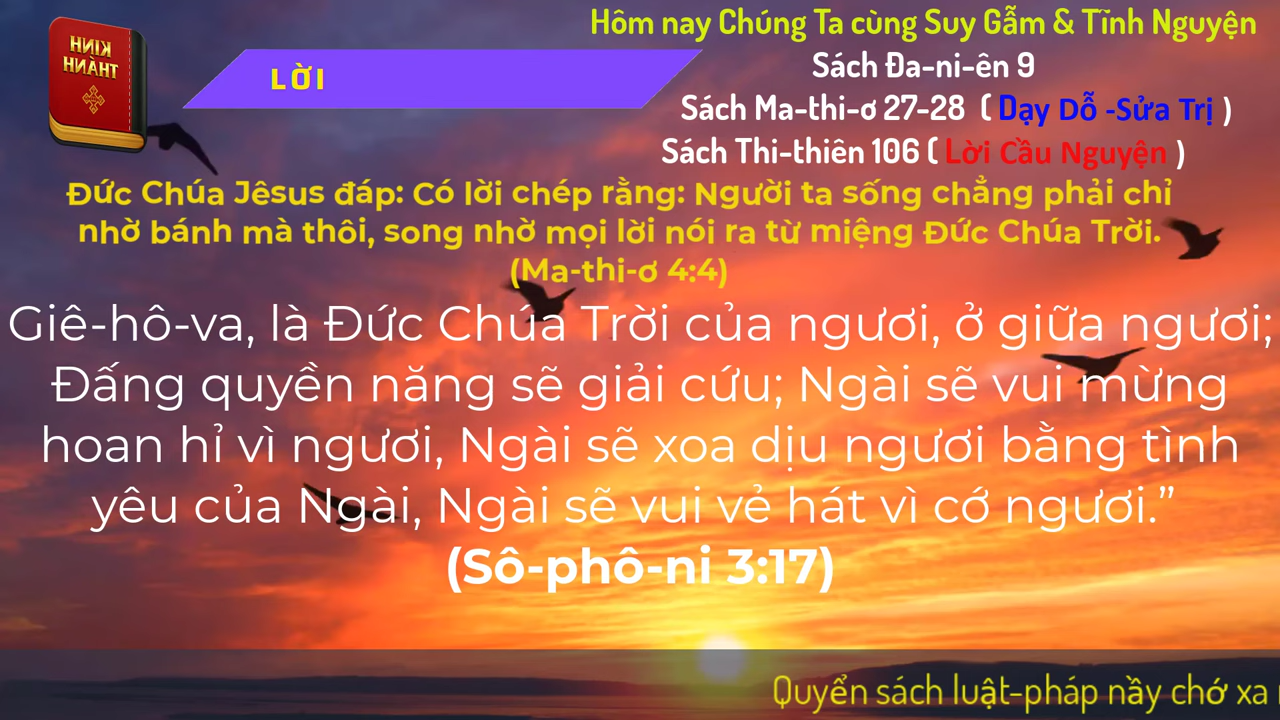 KINH
THÁNH
LỜI
Hôm nay Chúng Ta cùng Suy Gẫm & Tĩnh Nguyện
Sách Đa-ni-ên 9
Sách Ma-thi-ơ 27-28 ( Dạy Dỗ -Sửa Trị )
Sách Thi-thiên 106 ( Lời Cầu Nguyện )
Đức Chúa Jêsus đáp: Có lời chép rằng: Người ta sống chẳng phải chỉ
nhờ bánh mà thôi, song nhờ mọi lời nói ra từ miệng Đức Chúa Trời.
(Ma-thi-ơ 4:4)
Giê-hô-va, là Đức Chúa Trời của ngươi, ở giữa ngươi;
Đấng quyền năng sẽ giải cứu; Ngài sẽ vui mừng
hoan hỉ vì ngươi, Ngài sẽ xoa dịu ngươi bằng tình
yêu của Ngài, Ngài sẽ vui vẻ hát vì cớ ngươi.”
(Sô-phô-ni 3:17)
Quyển sách luật-pháp nầy chớ xa